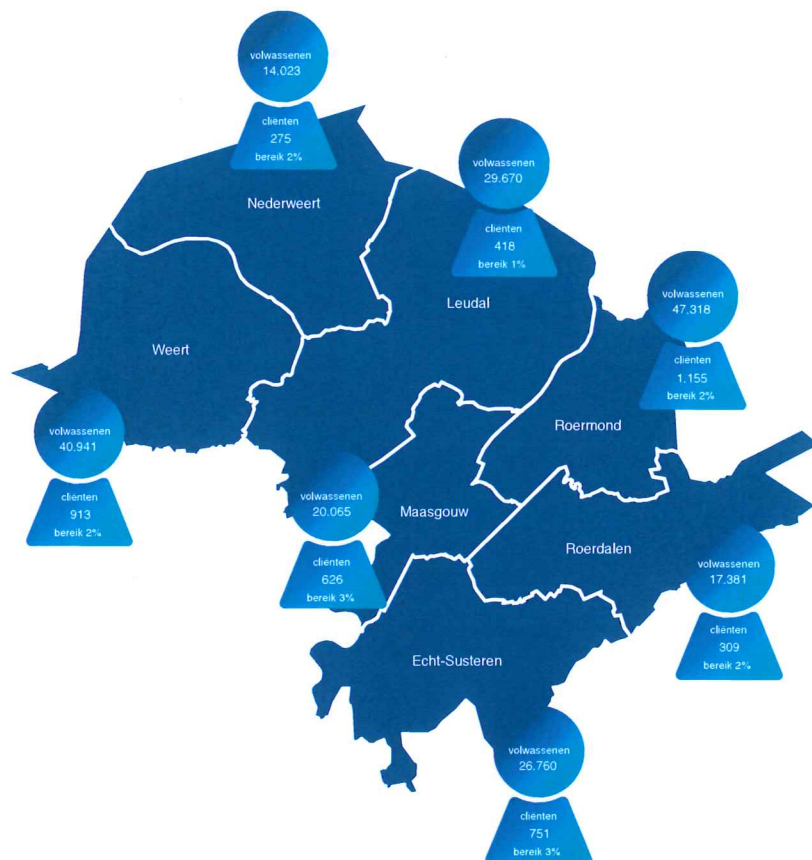 volwassenen
14.023
cliënten
275
bereik 2%
Nederweert
volwassenen
29.670
cliënten
418
bereik 1%
Leudal
volwassenen
47.318
cliënten
1.155
bereik 2%
Weert
Roermond
volwassenen
40.941
cliënten
913
bereik 2%
volwassenen
20.065
cliënten
626
bereik 3%
Maasgouw
Roerdalen
volwassenen
17.381
cliënten
309
bereik 2%
Echt-Susteren
volwassenen
26.760
cliënten
751
bereik 3%